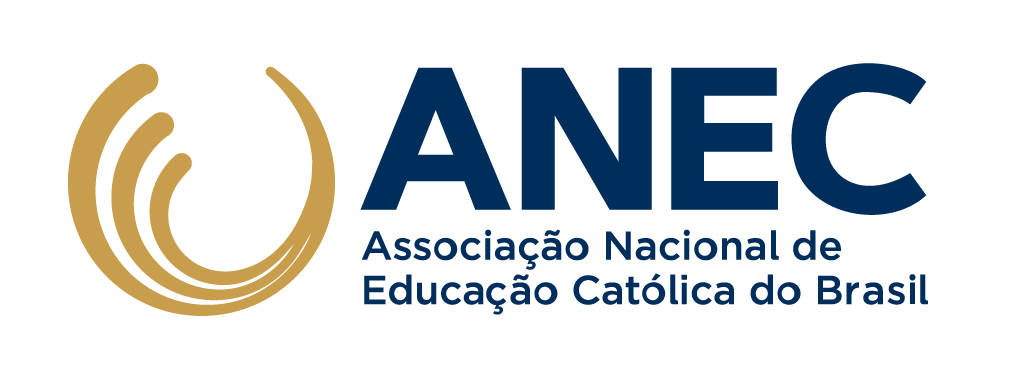 ANEC
Associação Nacional de
Educação Católica do Brasil